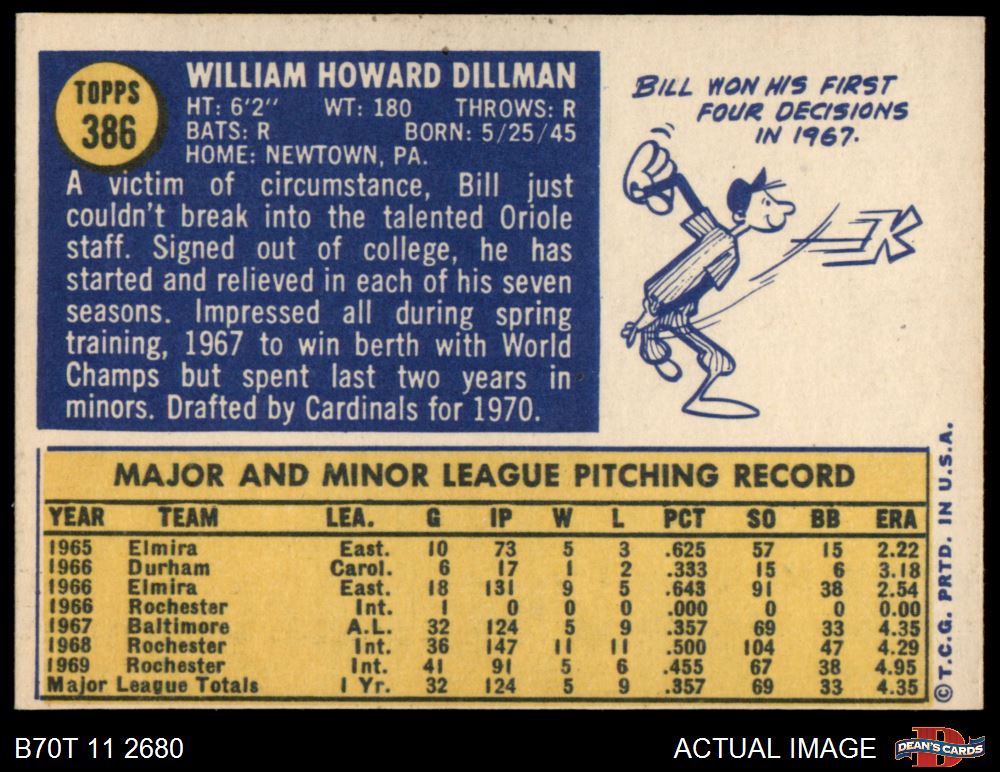 TOPPS
386
WILLIAM HOWARD DILLMAN
HT: 6'2" WT: 180 THROWS: R
BATS: R BORN: 5/25/45
HOME: NEWTOWN, PA.
A victim of circumstance, Bill just
couldn't break into the talented Oriole
staff. Signed out of college, he has
started and relieved in each of his seven
seasons. Impressed all during spring
training, 1967 to win berth with World
Champs but spent last two years in
minors. Drafted by Cardinals for 1970.
BILL WON HIS FIRST
FOUR DECISIONS
IN 1967.
MAJOR AND MINOR LEAGUE PITCHING RECORD
YEAR TEAM LEA. G IP W L PCT SO BB ERA
1965 Elmira East. 10 73 5 3 .625 57 15 2.22
1966 Durham Carol. 6 17 1 2 .333 15 6 3.18
1966 Elmira East. 18 131 9 5 .643 91 38 2.54
1966 Rochester Int. 1 0 0 0 .000 0 0 0.00
1967 Baltimore A.L. 32 124 5 9 .357 69 33 4.35
1968 Rochester Int. 36 147 11 11 .500 104 47 4.29
1969 Rochester Int. 41 91 5 6 .455 67 38 4.95
Major League Totals 1 Yr. 32 124 5 9 .357 69 33 4.35
© T.C.G. PRTD. IN U.S.A.
B70T 11 2680
ACTUAL IMAGE
D
DEAN'S CARDS